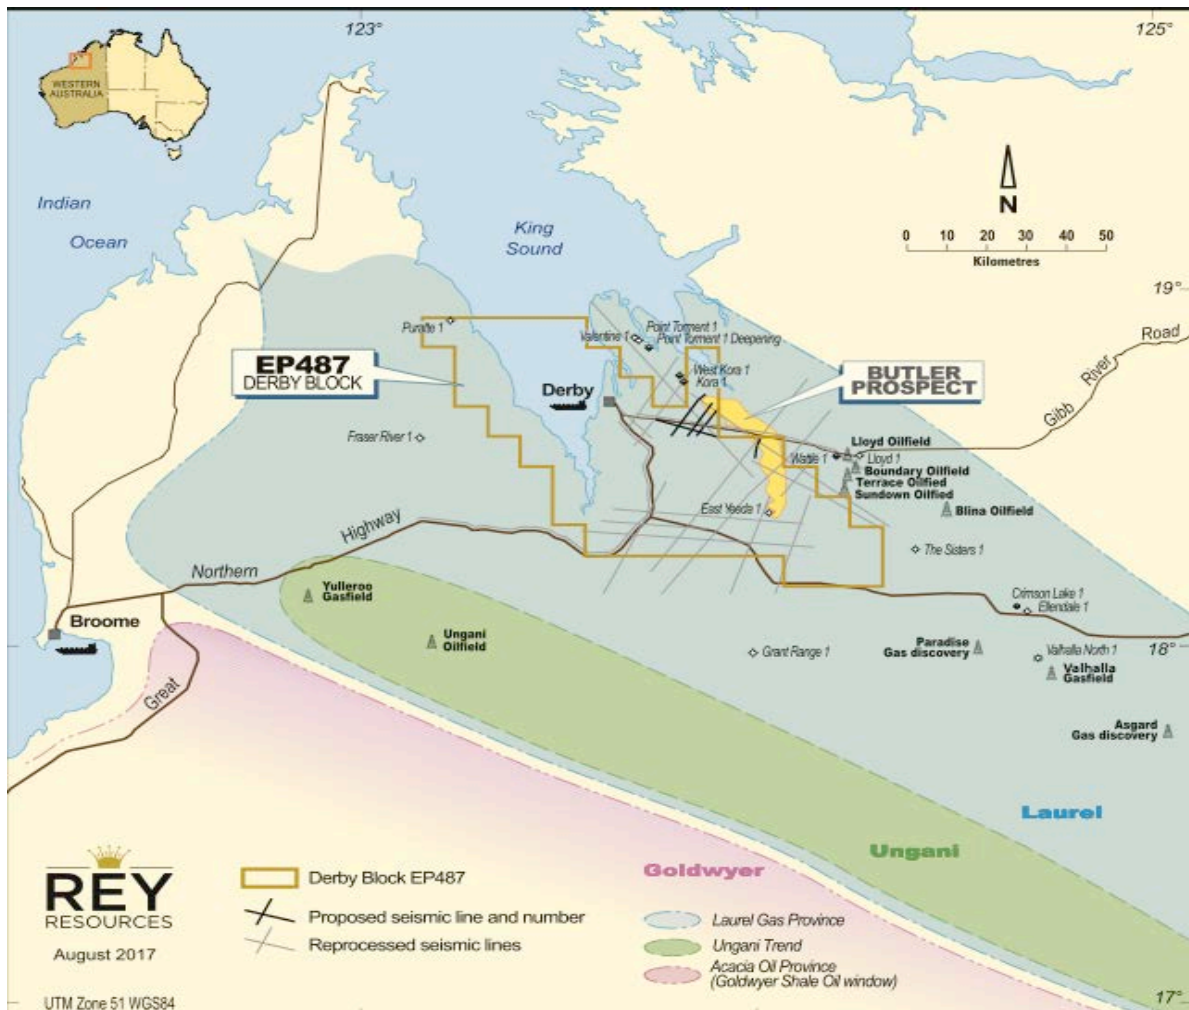 123°
125°
WESTERN
AUSTRALIA
Indian
Ocean
King
Sound
N
0 10 20 30 40 50
Kilometres
19°
Road
River
Gibb
Puratte 1
Valentine 1
Point Torment 1
Point Torment 1 Deepening
EP487
DERBY BLOCK
West Kora 1
Kora 1
BUTLER
PROSPECT
Derby
Fraser River 1
Lloyd Oilfield
Wattle 1
Lloyd 1
Boundary Oilfield
Terrace Oilfied
Sundown Oilfied
East Yeeda 1
Blina Oilfield
Highway
Northern
The Sisters 1
Yulleroo
Gasfield
Crimson Lake 1
Ellendale 1
Broome
Ungani
Oilfield
Grant Range 1
Paradise
Gas discovery
Valhalla North 1
18°
Valhalla
Gasfield
Great
Asgard
Gas discovery
Laurel
Ungani
Goldwyer
REY
RESOURCES
August 2017
Derby Block EP487
Proposed seismic line and number
Reprocessed seismic lines
Laurel Gas Province
Ungani Trend
Acacia Oil Province
(Goldwyer Shale Oil window)
UTM Zone 51 WGS84
17°